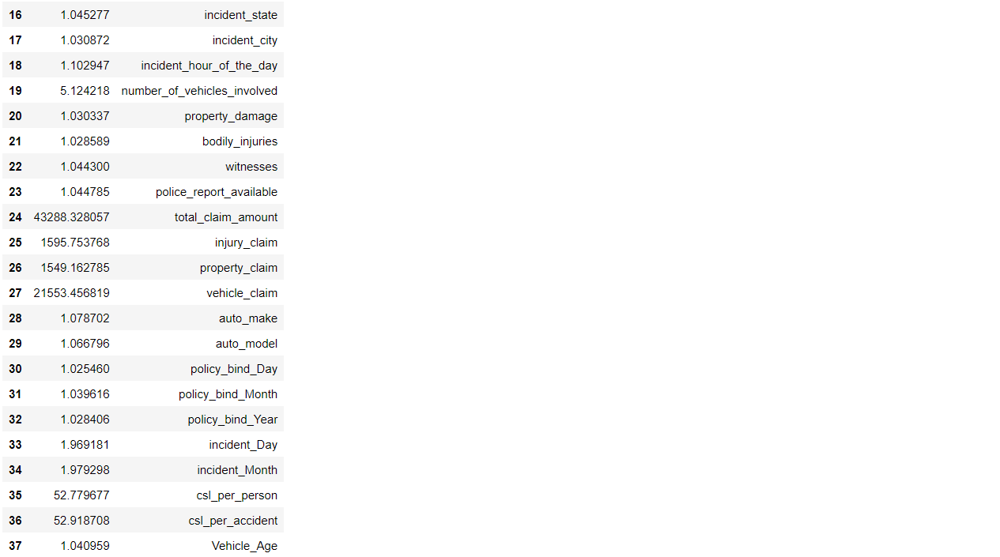 16 1.045277 incident_state
17 1.030872 incident_city
18 1.102947 incident_hour_of_the_day
19 5.124218 number_of_vehicles_involved
20 1.030337 property_damage
21 1.028589 bodily_injuries
22 1.044300 witnesses
23 1.044785 police_report_available
24 43288.328057 total_claim_amount
25 1595.753768 injury_claim
26 1549.162785 property_claim
27 21553.456819 vehicle_claim
28 1.078702 auto_make
29 1.066796 auto_model
30 1.025460 policy_bind_Day
31 1.039616 policy_bind_Month
32 1.028406 policy_bind_Year
33 1.969181 incident_Day
34 1.979298 incident_Month
35 52.779677 csl_per_person
36 52.918708 csl_per_accident
37 1.040959 Vehicle_Age